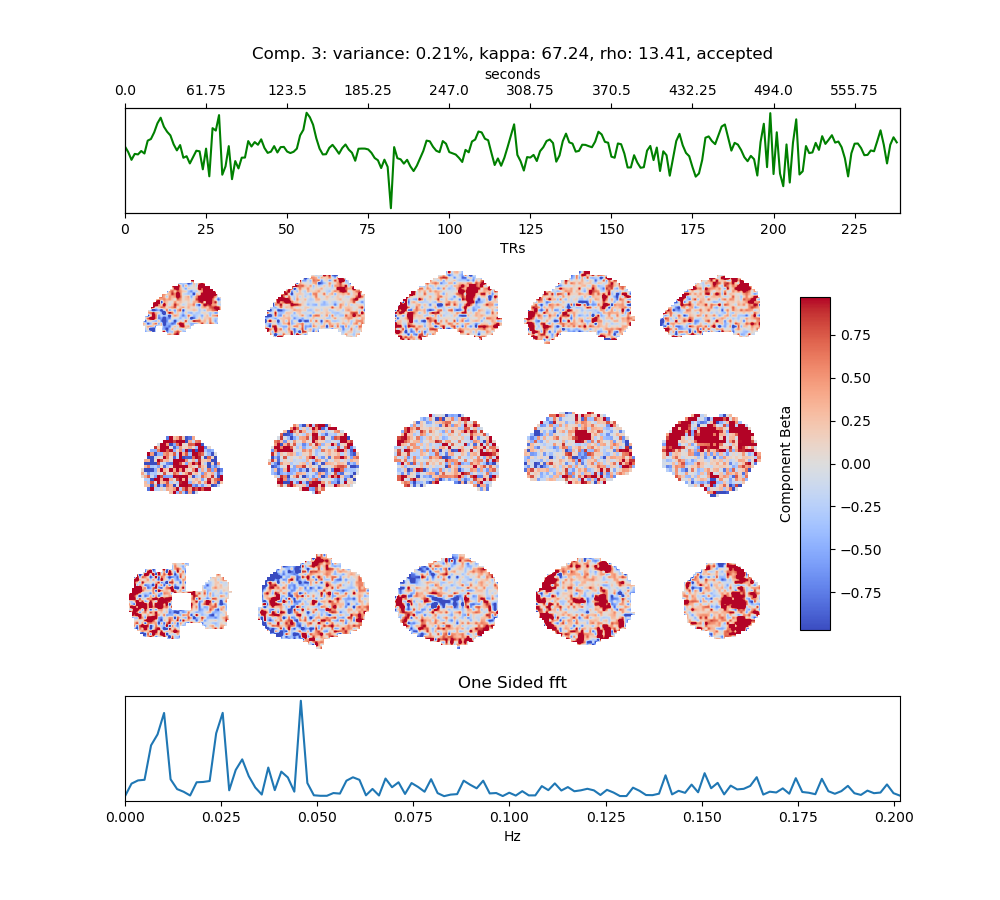 Comp. 3: variance: 0.21%, kappa: 67.24, rho: 13.41, accepted
seconds
0.0 61.75 123.5 185.25 247.0 308.75 370.5 432.25 494.0 555.75
0 25 50 75 100 125 150 175 200 225
TRs
0.75
0.50
0.25
0.00
−0.25
−0.50
−0.75
Component Beta
One Sided fft
0.000 0.025 0.050 0.075 0.100 0.125 0.150 0.175 0.200
Hz